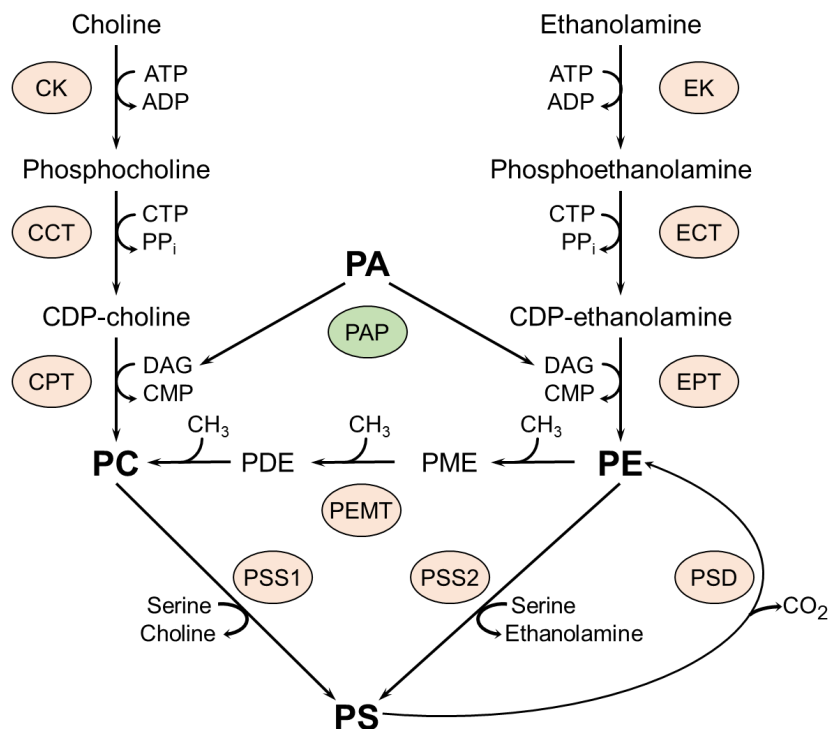 Choline
Ethanolamine
CK
ATP
ADP
ATP
ADP
EK
Phosphocholine
Phosphoethanolamine
CCT
CTP
PPi
CTP
PPi
ECT
PA
CDP-choline
PAP
CDP-ethanolamine
CPT
DAG
CMP
DAG
CMP
EPT
CH3
CH3
CH3
PC
PDE
PME
PE
PEMT
PSS1
PSS2
PSD
Serine
Choline
Serine
Ethanolamine
CO2
PS